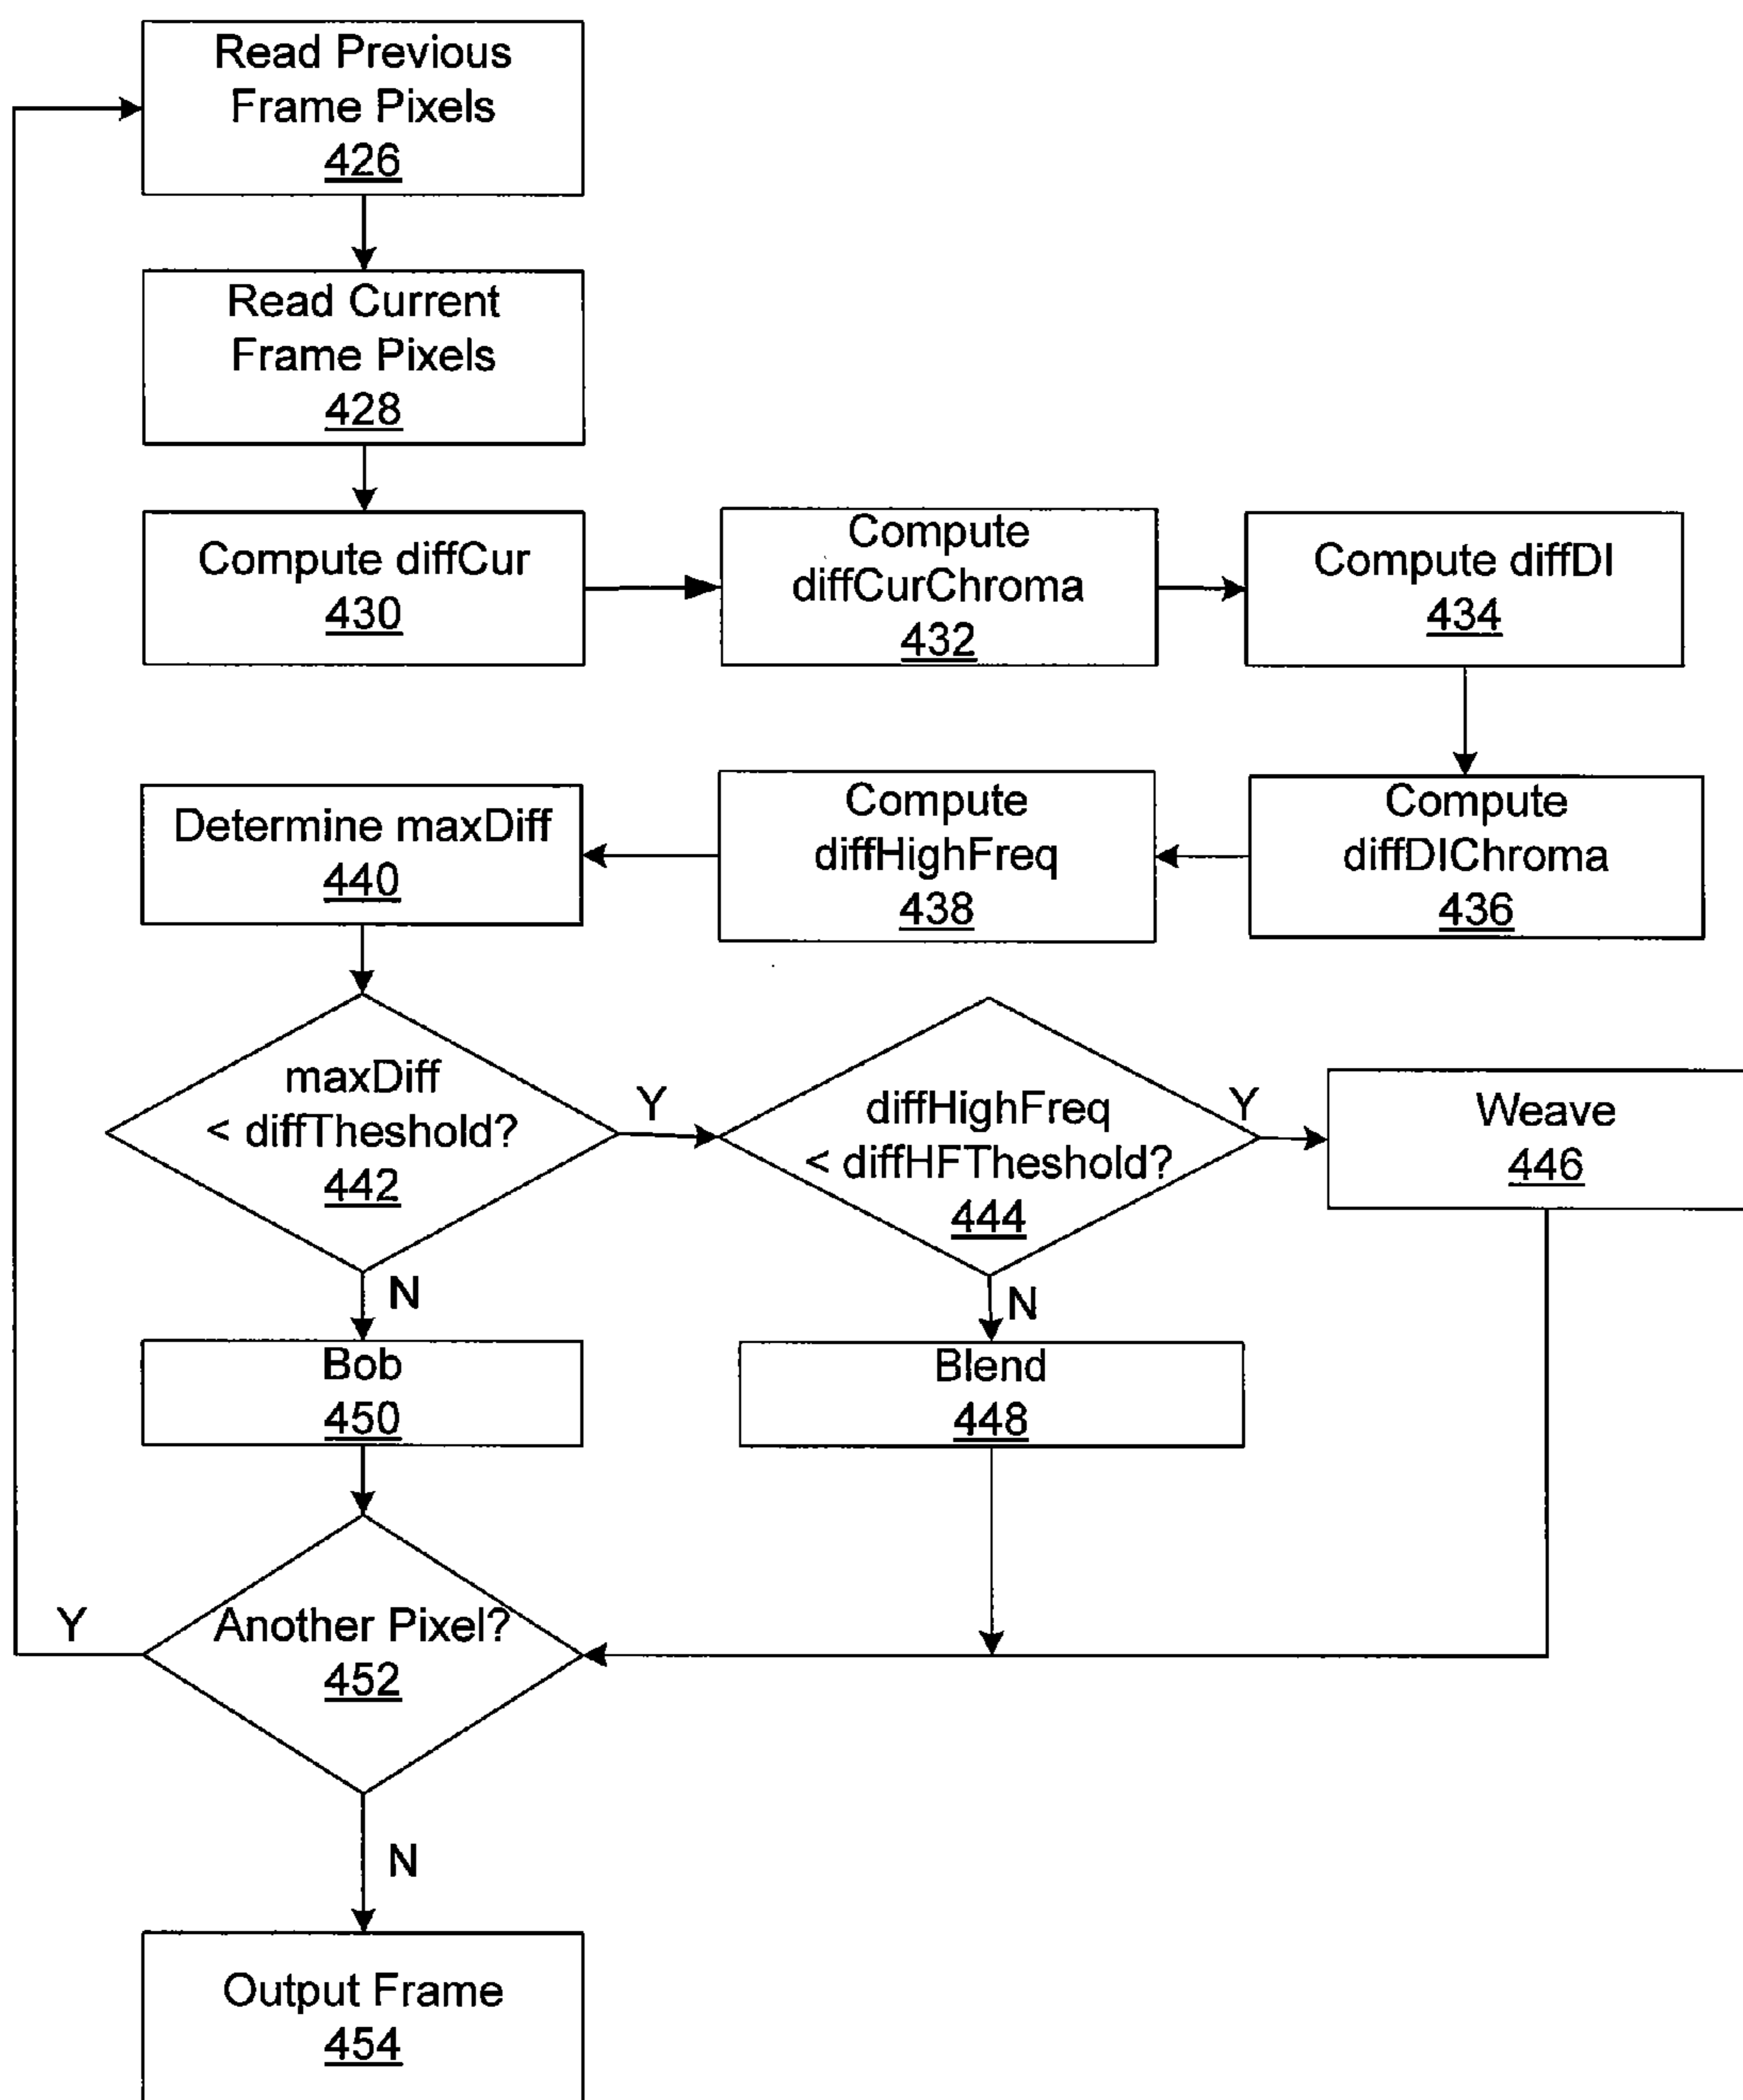 Read Previous
Frame Pixels
426
Read Current
Frame Pixels
428
Compute diffCur
430
Compute
diffCurChroma
432
Compute diffDI
434
Determine maxDiff
440
Compute
diffHighFreq
438
Compute
diffDIChroma
436
maxDiff
< diffTheshold?
442
Y
diffHighFreq
< diffHFTheshold?
444
Y
Weave
446
N
N
Bob
450
Blend
448
Y
Another Pixel?
452
N
Output Frame
454